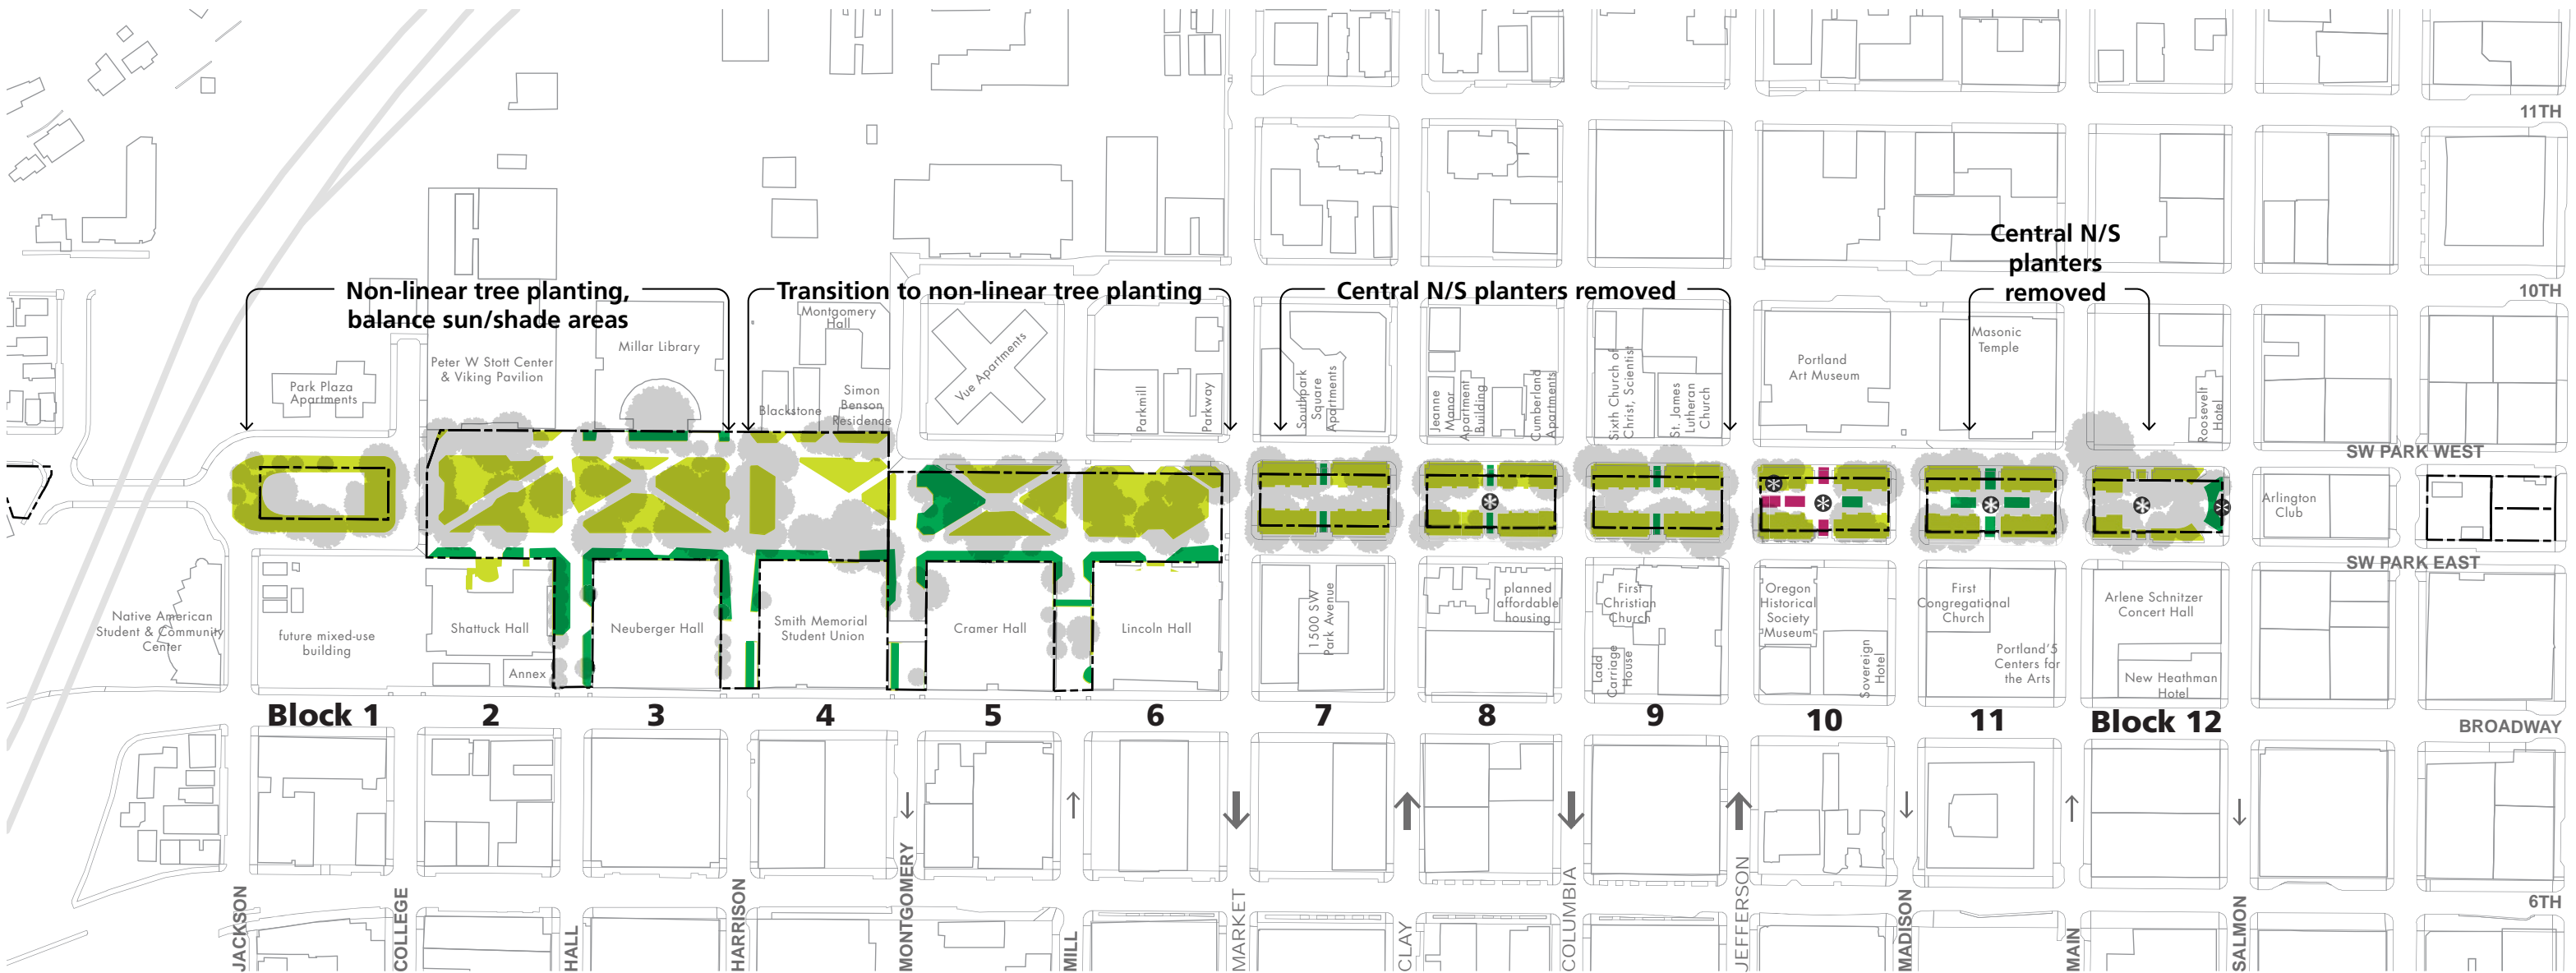 11TH
Central N/S
planters
removed
Non-linear tree planting,
balance sun/shade areas
Transition to non-linear tree planting
Central N/S planters removed
10TH
Montgomery
Hall
Millar Library
Peter W Stott Center
& Viking Pavilion
Park Plaza
Apartments
Blackstone
Simon
Benson
Residence
Vue Apartments
Parkmill
Parkway
Southpark
Square
Apartments
Jeanne
Manor
Apartment
Building
Cumberland
Apartments
Sixth Church of
Christ, Scientist
St. James
Lutheran
Church
Portland
Art Museum
Masonic
Temple
Roosevelt
Hotel
SW PARK WEST
Arlington
Club
SW PARK EAST
Native American
Student & Community
Center
future mixed-use
building
Shattuck Hall
Annex
Neuberger Hall
Smith Memorial
Student Union
Cramer Hall
Lincoln Hall
1500 SW
Park Avenue
planned
affordable
housing
First
Christian
Church
Ladd
Carriage
House
Oregon
Historical
Society
Museum
Sovereign
Hotel
First
Congregational
Church
Portland'5
Centers for
the Arts
Arlene Schnitzer
Concert Hall
New Heathman
Hotel
Block 1
2
3
4
5
6
7
8
9
10
11
Block 12
BROADWAY
JACKSON
COLLEGE
HALL
HARRISON
MONTGOMERY
MILL
MARKET
CLAY
COLUMBIA
JEFFERSON
MADISON
MAIN
SALMON
6TH